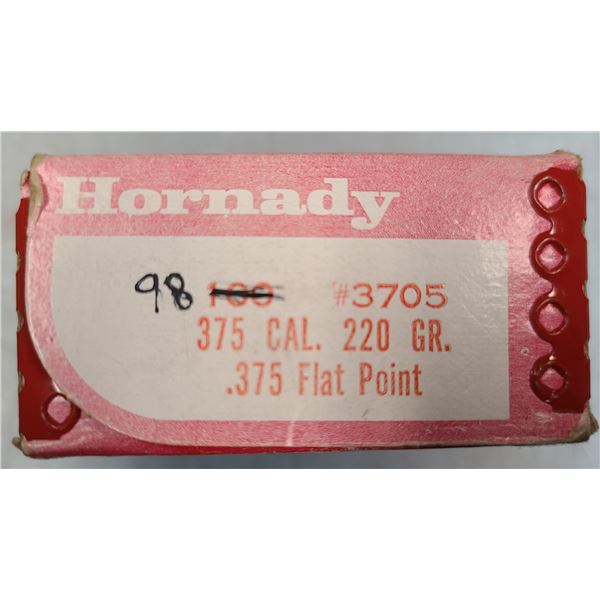 Hornady
98 100 #3705
375 CAL. 220 GR.
.375 Flat Point